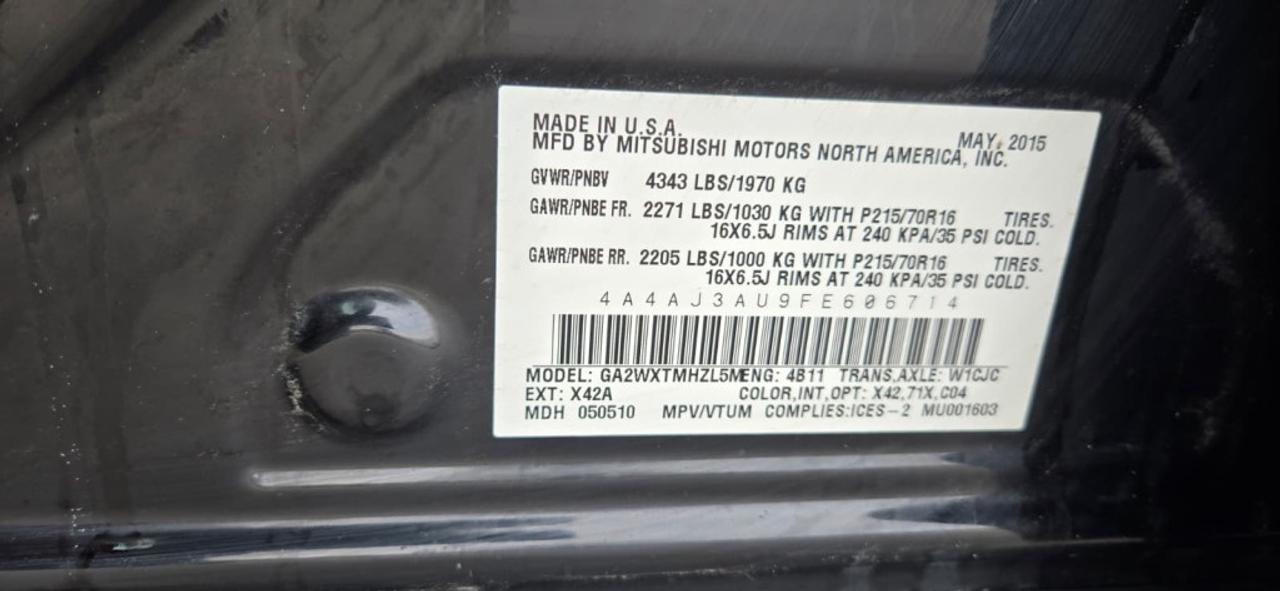 MADE IN U.S.A. MAY, 2015
MFD BY MITSUBISHI MOTORS NORTH AMERICA, INC.
GVWR/PNBV 4343 LBS/1970 KG
GAWR/PNBE FR. 2271 LBS/1030 KG WITH P215/70R16 TIRES.
16X6.5J RIMS AT 240 KPA/35 PSI COLD.
GAWR/PNBE RR. 2205 LBS/1000 KG WITH P215/70R16 TIRES.
16X6.5J RIMS AT 240 KPA/35 PSI COLD.
4A4AJ3AU9FE606714
MODEL: GA2WXTMHZL5M ENG: 4B11 TRANS,AXLE: W1CJC
EXT: X42A COLOR,INT,OPT: X42,71X,C04
MDH 050510 MPV/VTUM COMPLIES:ICES-2 MU001603